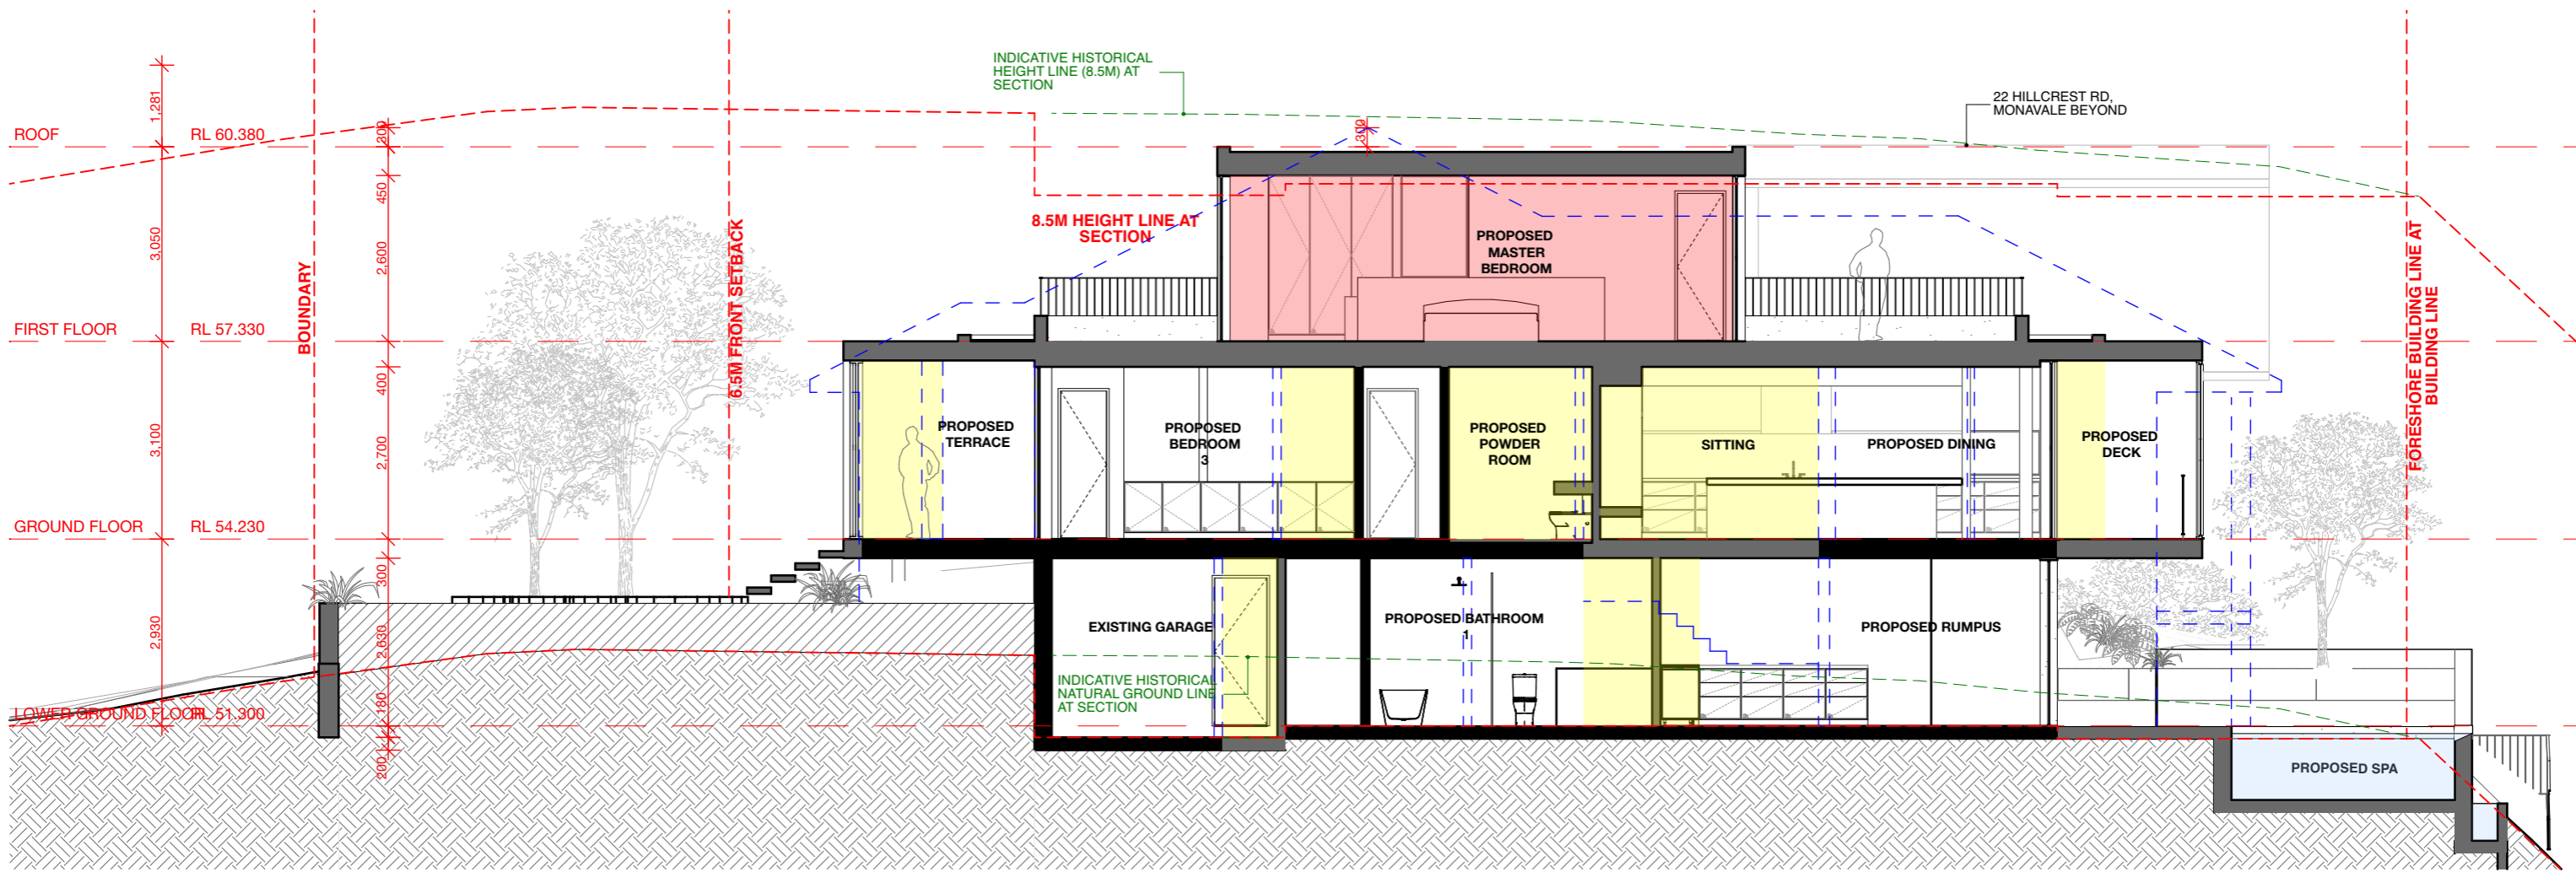 INDICATIVE HISTORICAL
HEIGHT LINE (8.5M) AT
SECTION
22 HILLCREST RD,
MONAVALE BEYOND
1,281
ROOF
RL 60.380
300
300
450
3,050
2,600
8.5M HEIGHT LINE AT
SECTION
PROPOSED
MASTER
BEDROOM
BOUNDARY
6.5M FRONT SETBACK
FORESHORE BUILDING LINE AT
BUILDING LINE
FIRST FLOOR
RL 57.330
400
3,100
2,700
PROPOSED
TERRACE
PROPOSED
BEDROOM
3
PROPOSED
POWDER
ROOM
SITTING
PROPOSED DINING
PROPOSED
DECK
GROUND FLOOR
RL 54.230
300
2,930
2,630
EXISTING GARAGE
PROPOSED BATHROOM
1
PROPOSED RUMPUS
INDICATIVE HISTORICAL
NATURAL GROUND LINE
AT SECTION
180
LOWER GROUND FLOOR
RL 51.300
200
PROPOSED SPA